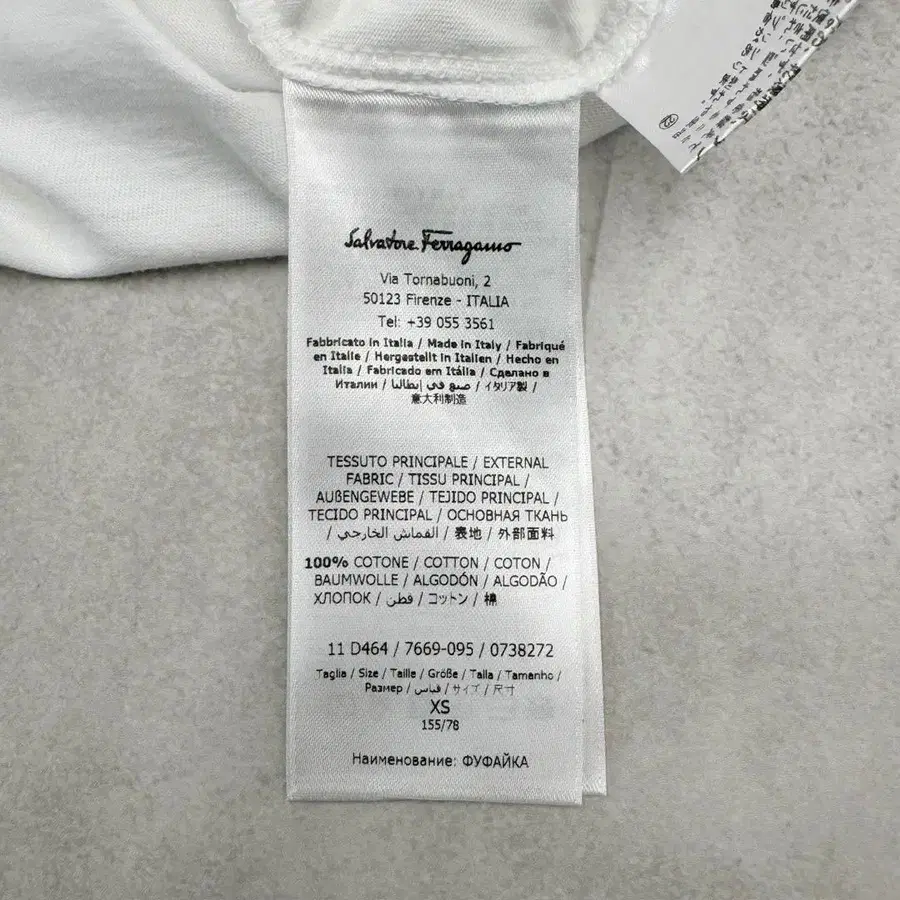 Salvatore Ferragamo
Via Tornabuoni, 2
50123 Firenze - ITALIA
Tel: +39 055 3561
Fabbricato in Italia / Made in Italy / Fabriqué
en Italie / Hergestellt in Italien / Hecho en
Italia / Fabricado em Itália / Сделано в
Италии / صنع في إيطاليا / イタリア製 /
意大利制造
TESSUTO PRINCIPALE / EXTERNAL
FABRIC / TISSU PRINCIPAL /
AUßENGEWEBE / TEJIDO PRINCIPAL /
TECIDO PRINCIPAL / ОСНОВНАЯ ТКАНЬ
/ القماش الخارجي / 表地 / 外部面料
100% COTONE / COTTON / COTON /
BAUMWOLLE / ALGODÓN / ALGODÃO /
ХЛОПОК / قطن / コットン / 棉
11 D464 / 7669-095 / 0738272
Taglia / Size / Taille / Größe / Talla / Tamanho /
Размер / قياس / サイズ / 尺寸
XS
155/78
Наименование: ФУФАЙКА
22